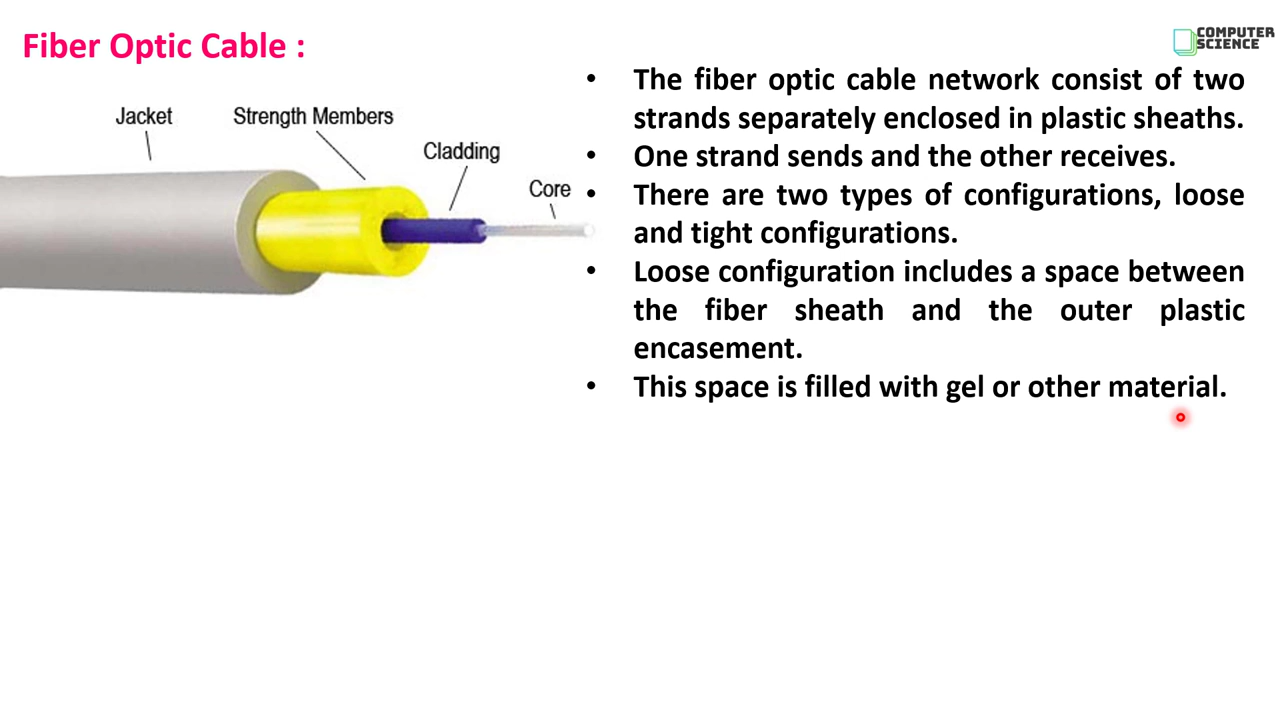 Fiber Optic Cable :
COMPUTER
SCIENCE
Jacket
Strength Members
Cladding
Core
• The fiber optic cable network consist of two
strands separately enclosed in plastic sheaths.
• One strand sends and the other receives.
• There are two types of configurations, loose
and tight configurations.
• Loose configuration includes a space between
the fiber sheath and the outer plastic
encasement.
• This space is filled with gel or other material.